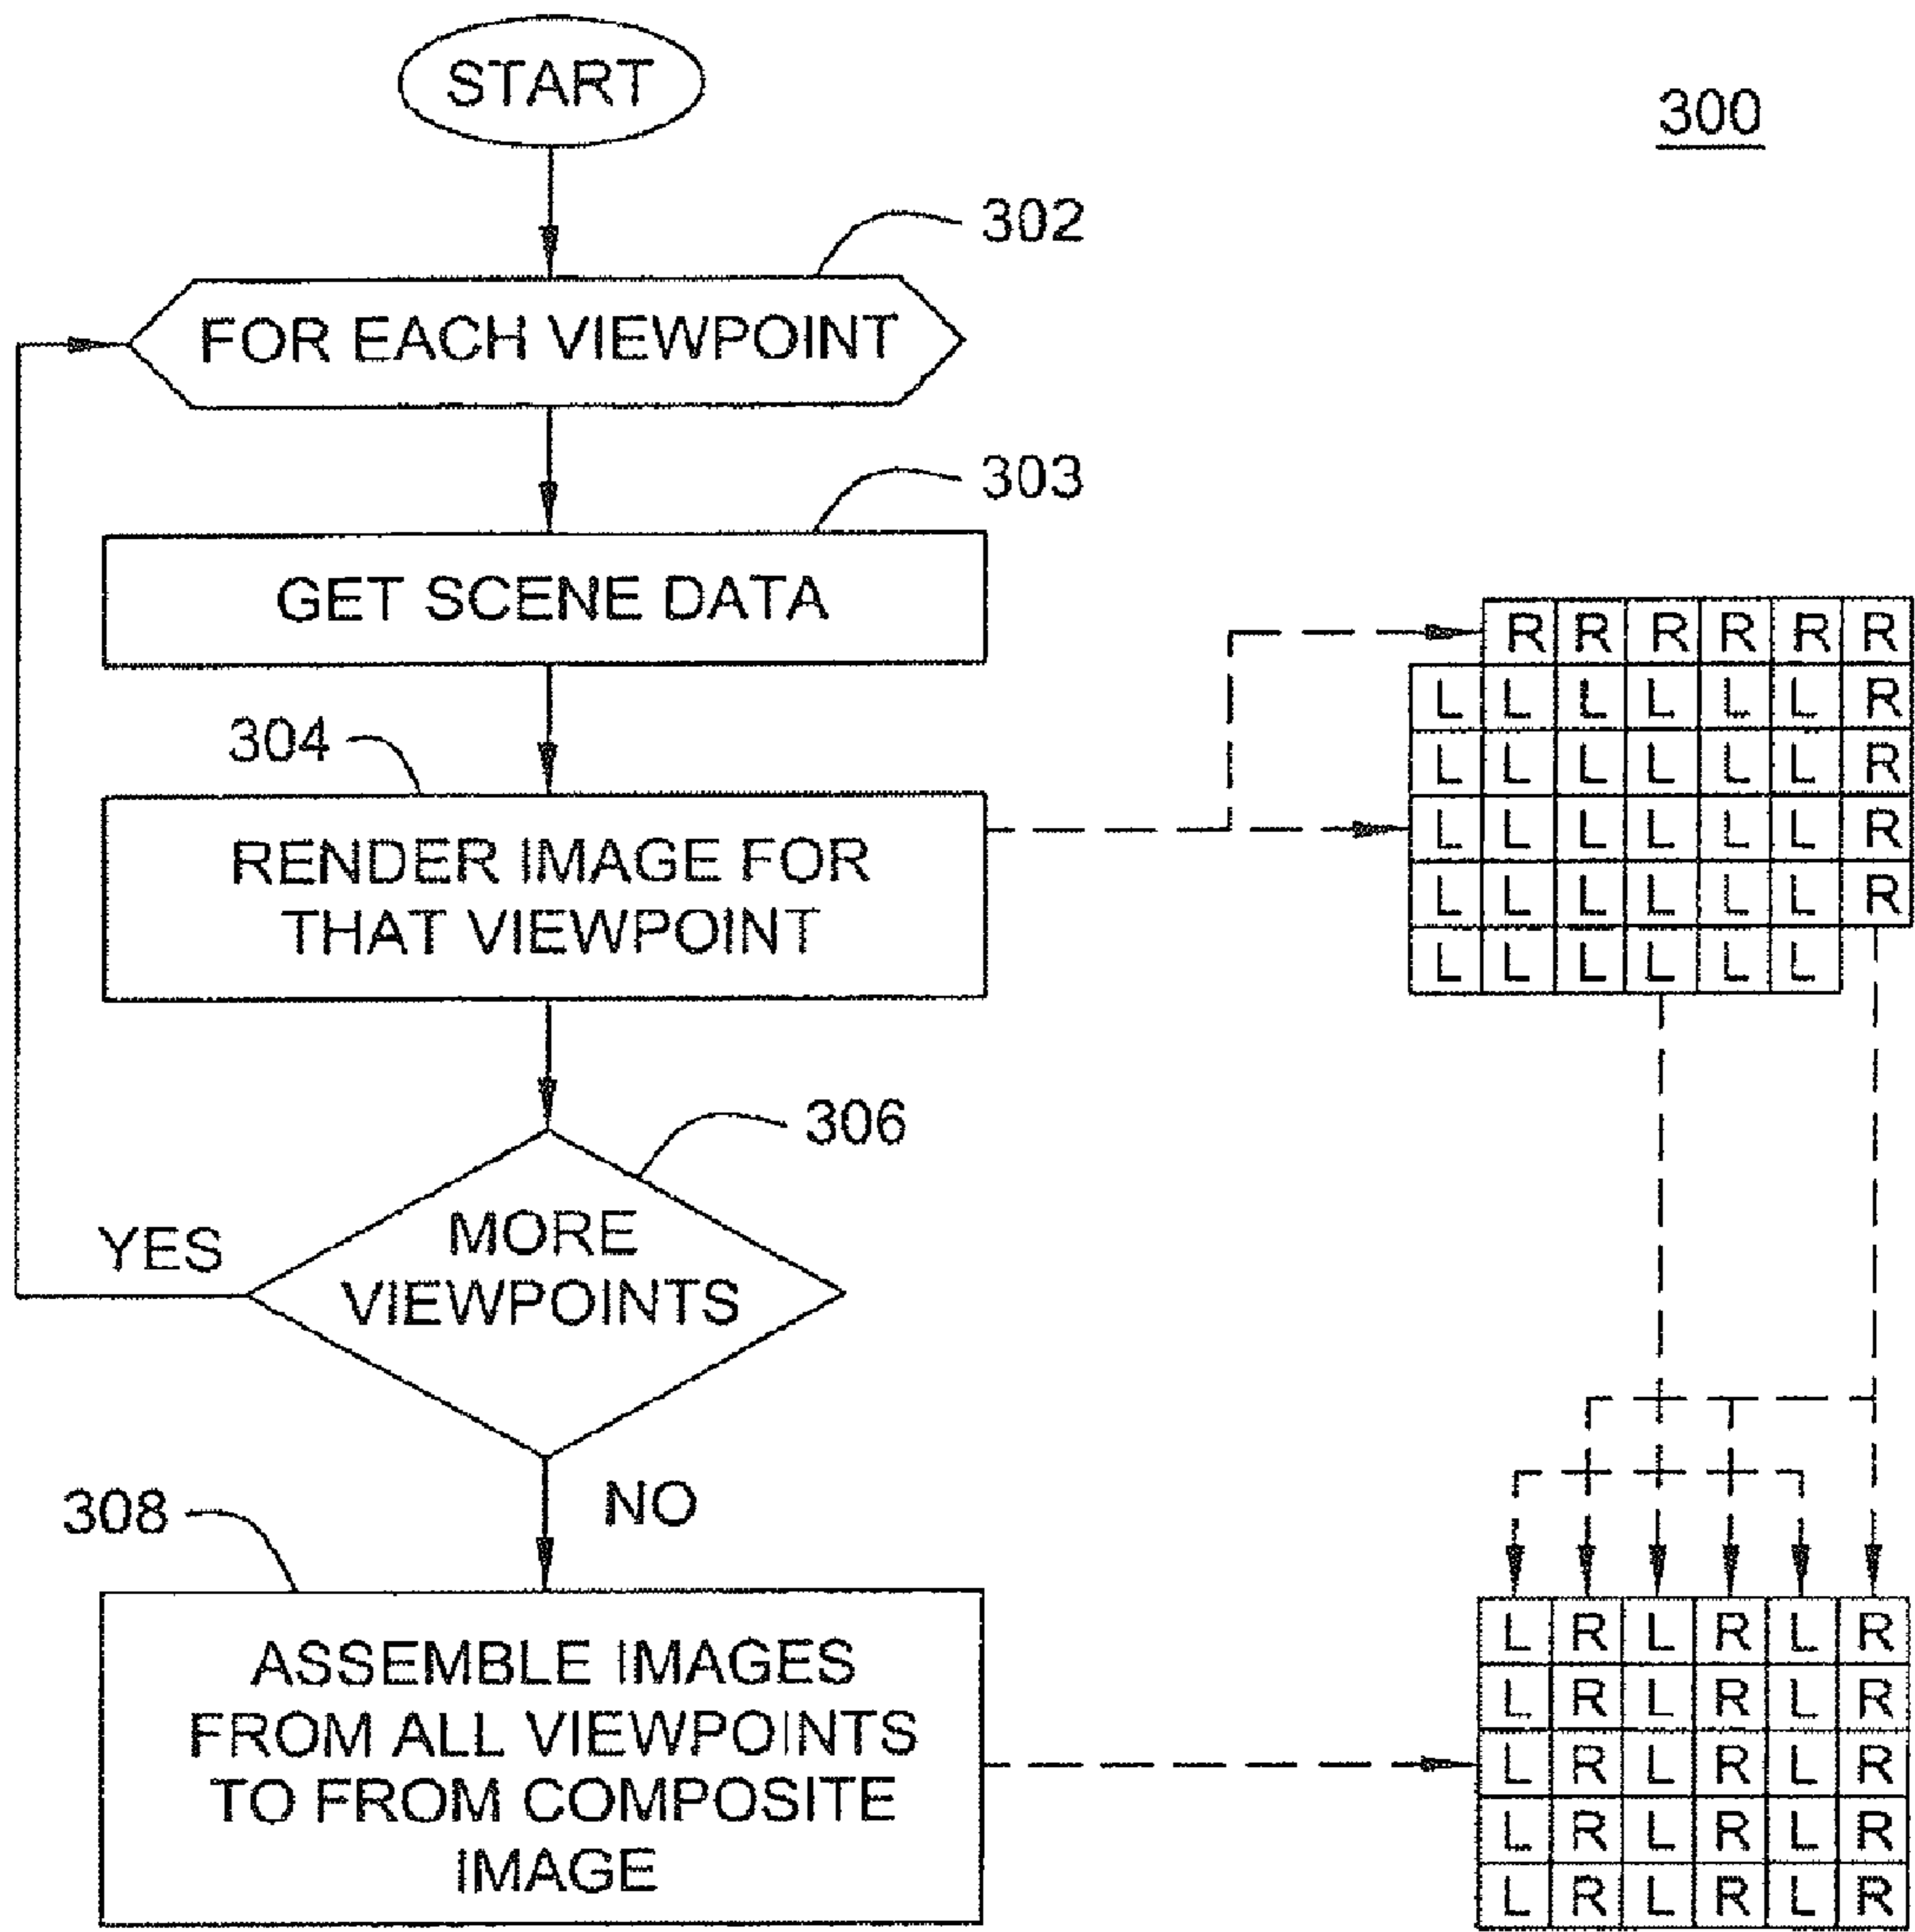 START
300
302
FOR EACH VIEWPOINT
303
GET SCENE DATA
304
RENDER IMAGE FOR
THAT VIEWPOINT
R R R R R R
L L L L L L R
L L L L L L R
L L L L L L R
L L L L L L R
L L L L L L
306
MORE
VIEWPOINTS
YES
NO
308
ASSEMBLE IMAGES
FROM ALL VIEWPOINTS
TO FROM COMPOSITE
IMAGE
L R L R L R
L R L R L R
L R L R L R
L R L R L R
L R L R L R